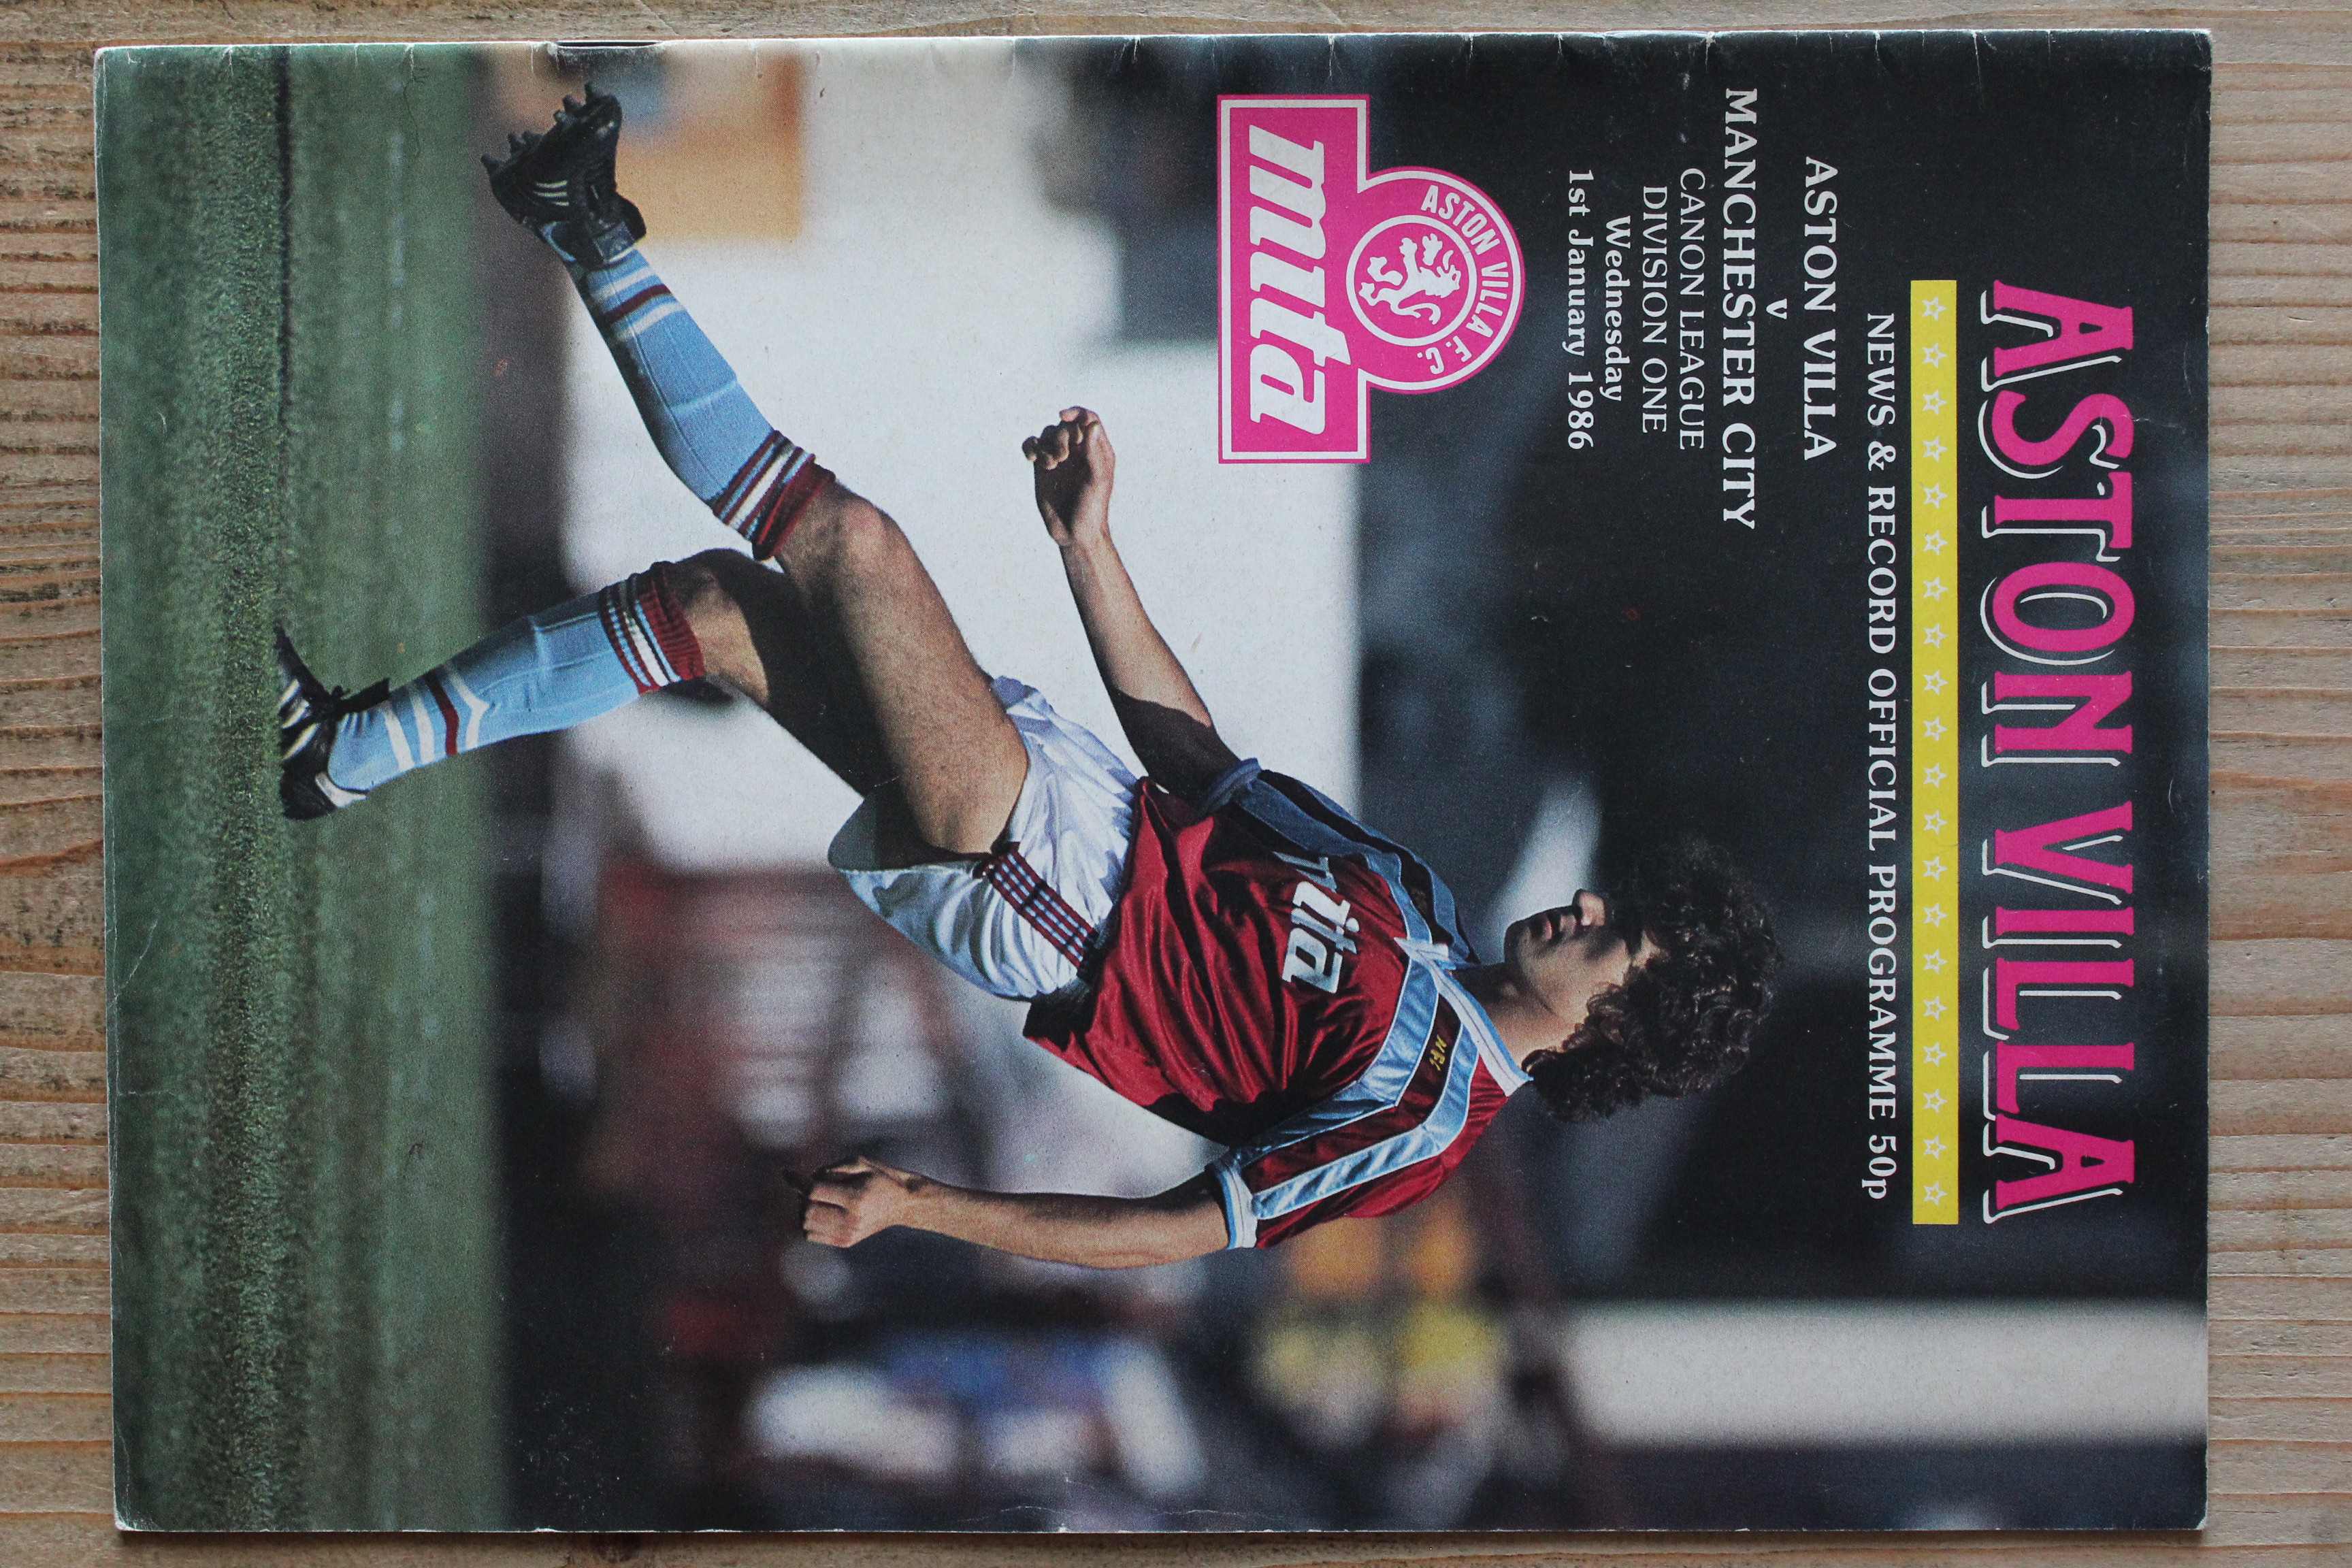 ASTON VILLA
NEWS & RECORD OFFICIAL PROGRAMME 50p
ASTON VILLA
v
MANCHESTER CITY
CANON LEAGUE
DIVISION ONE
Wednesday
1st January 1986
ASTON VILLA F.C.
mita
mita